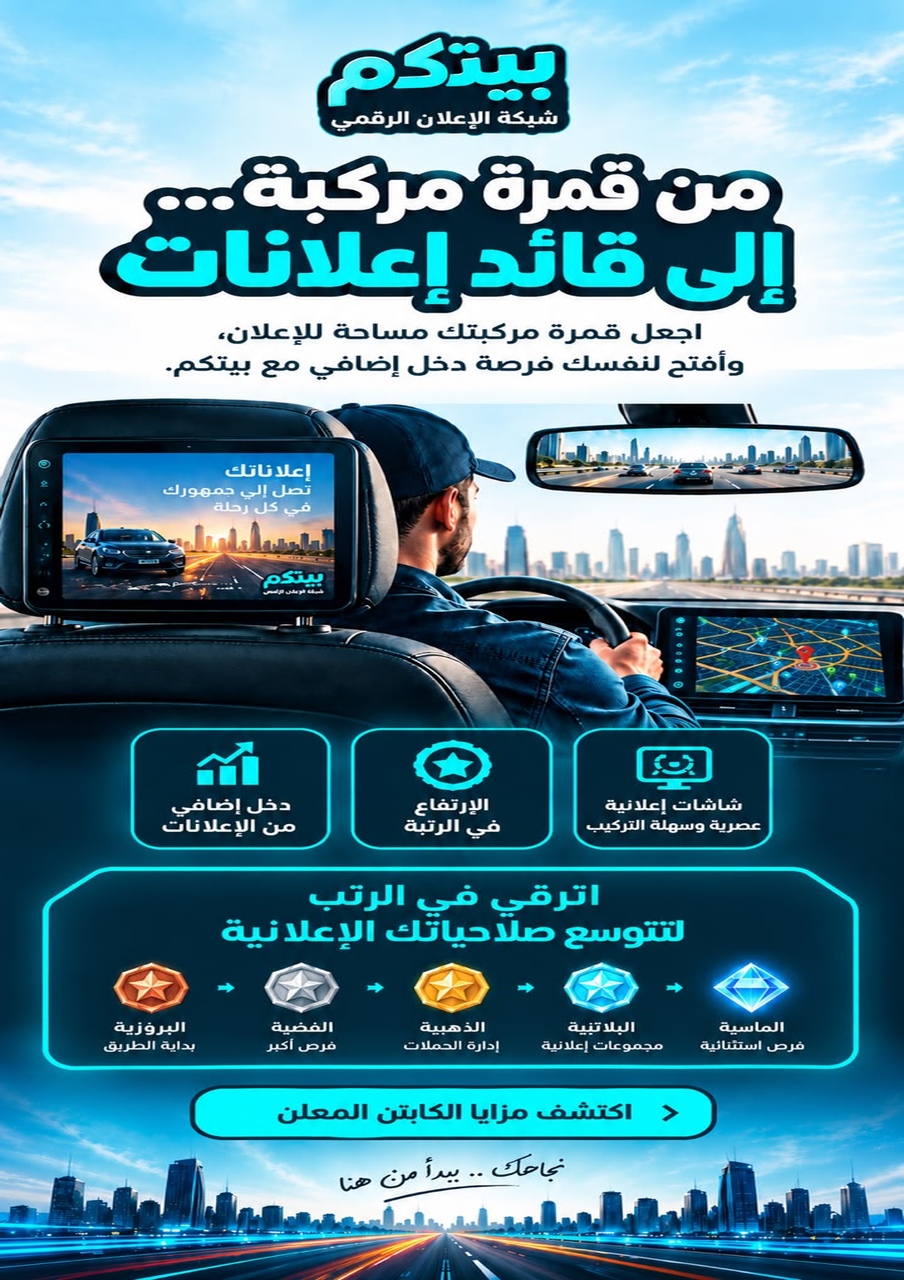 بيتكم
شبكة الإعلان الرقمي
من قمرة مركبة...
إلى قائد إعلانات
اجعل قمرة مركبتك مساحة للإعلان،
وأفتح لنفسك فرصة دخل إضافي مع بيتكم.
إعلاناتك
تصل إلي جمهورك
في كل رحلة
بيتكم
شاشات إعلانية
عصرية وسهلة التركيب
الإرتفاع
في الرتبة
دخل إضافي
من الإعلانات
اترقي في الرتب
لتتوسع صلاحياتك الإعلانية
الماسية
فرص استثنائية
البلاتنية
مجموعات إعلانية
الذهبية
إدارة الحملات
الفضية
فرص أكبر
البرؤزية
بداية الطريق
اكتشف مزايا الكابتن المعلن
نجاحك .. يبدأ من هنا